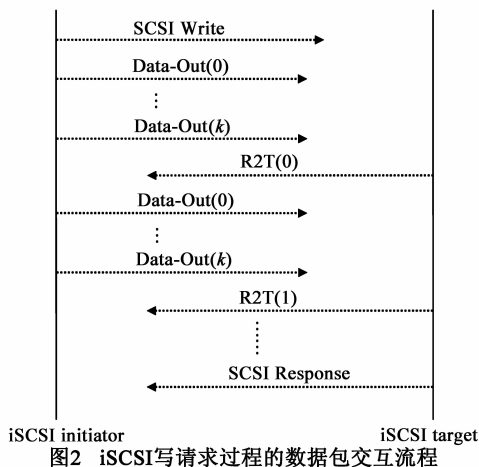 SCSI Write
Data-Out(0)
⋮
Data-Out(k)
R2T(0)
Data-Out(0)
⋮
Data-Out(k)
R2T(1)
⋮
SCSI Response
iSCSI initiator
iSCSI target
图2 iSCSI写请求过程的数据包交互流程